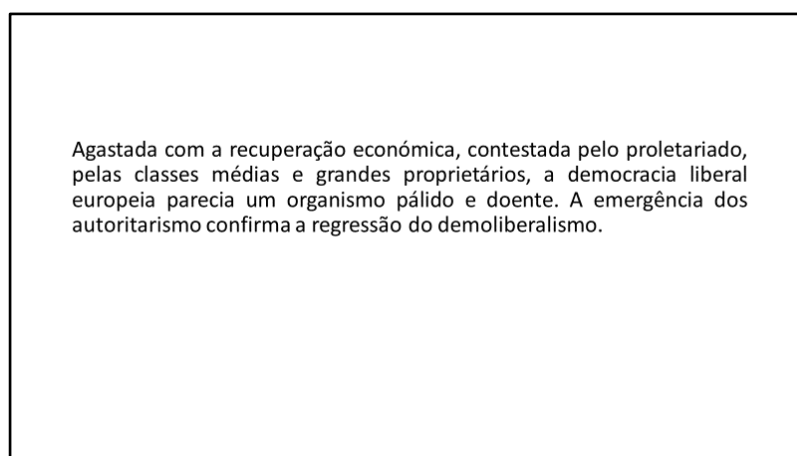 Agastada com a recuperação económica, contestada pelo proletariado,
pelas classes médias e grandes proprietários, a democracia liberal
europeia parecia um organismo pálido e doente. A emergência dos
autoritarismo confirma a regressão do demoliberalismo.